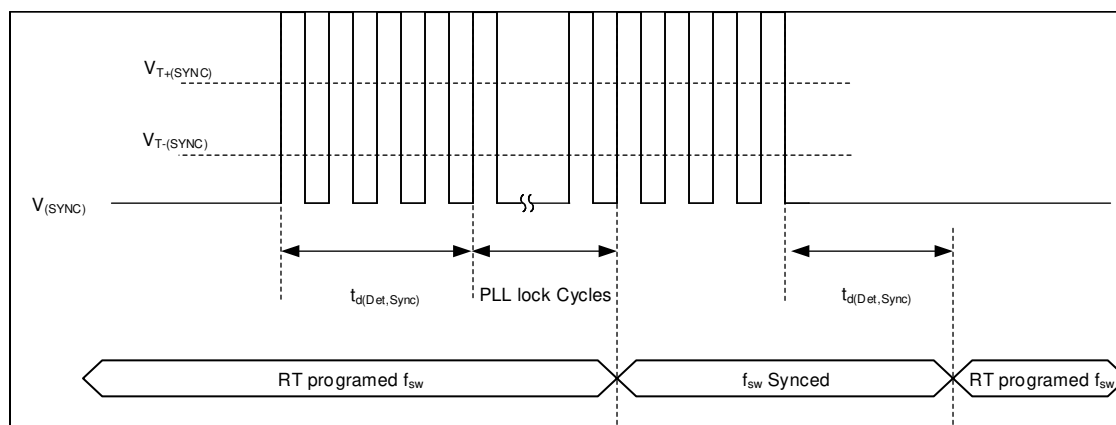 V_T+(SYNC)
V_T-(SYNC)
V_(SYNC)
t_d(Det,Sync)
PLL lock Cycles
t_d(Det,Sync)
RT programed f_sw
f_sw Synced
RT programed f_sw